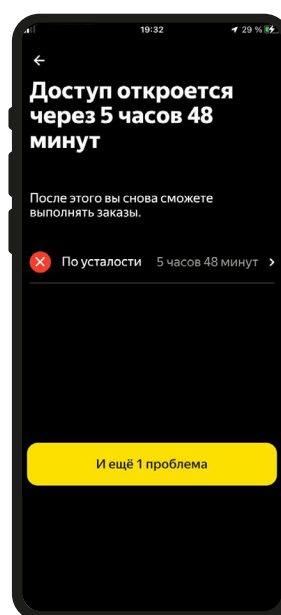 19:32
29 %
Доступ откроется
через 5 часов 48
минут
После этого вы снова сможете
выполнять заказы.
По усталости 5 часов 48 минут
И ещё 1 проблема